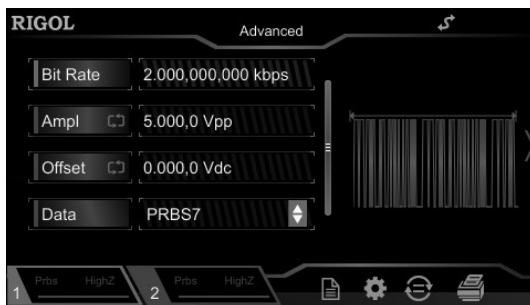 RIGOL
Advanced
Bit Rate 2.000,000,000 kbps
Ampl 5.000,0 Vpp
Offset 0.000,0 Vdc
Data PRBS7
1 Prbs HighZ 2 Prbs HighZ